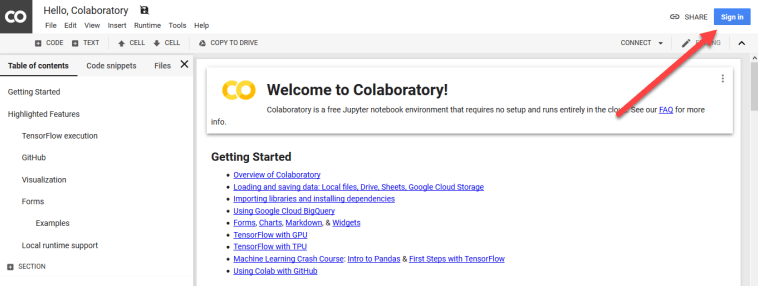 Hello, Colaboratory
SHARE
Sign in
File Edit View Insert Runtime Tools Help
CODE TEXT CELL CELL COPY TO DRIVE
CONNECT
Table of contents Code snippets Files
Getting Started
Highlighted Features
TensorFlow execution
GitHub
Visualization
Forms
Examples
Local runtime support
SECTION
Welcome to Colaboratory!
Colaboratory is a free Jupyter notebook environment that requires no setup and runs entirely in the See our FAQ for more
info.
Getting Started
Overview of Colaboratory
Loading and saving data: Local files, Drive, Sheets, Google Cloud Storage
Importing libraries and installing dependencies
Using Google Cloud BigQuery
Forms, Charts, Markdown, & Widgets
TensorFlow with GPU
TensorFlow with TPU
Machine Learning Crash Course: Intro to Pandas & First Steps with TensorFlow
Using Colab with GitHub